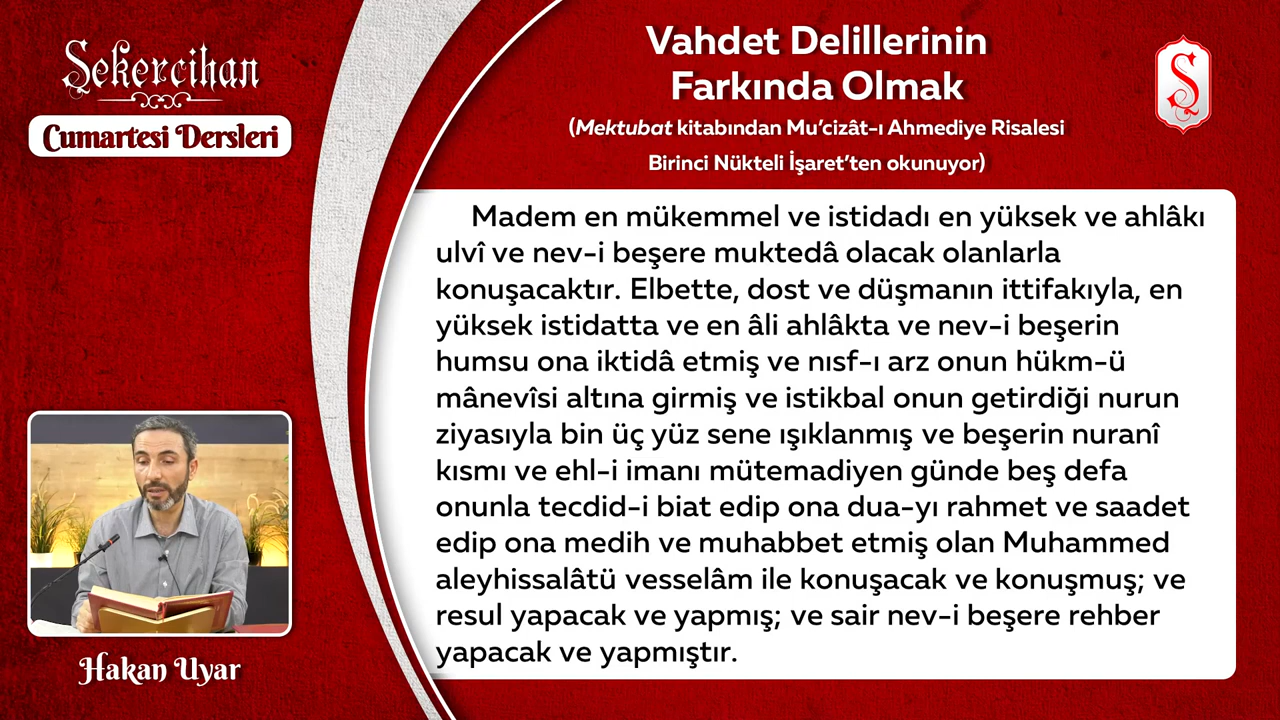 Şekercihan
Cumartesi Dersleri
Vahdet Delillerinin
Farkında Olmak
(Mektubat kitabından Mu’cizât-ı Ahmediye Risalesi
Birinci Nükteli İşaret’ten okunuyor)
Ş
Madem en mükemmel ve istidadı en yüksek ve ahlâkı
ulvî ve nev-i beşere muktedâ olacak olanlarla
konuşacaktır. Elbette, dost ve düşmanın ittifakıyla, en
yüksek istidatta ve en âli ahlâkta ve nev-i beşerin
humsu ona iktidâ etmiş ve nısf-ı arz onun hükm-ü
mânevîsi altına girmiş ve istikbal onun getirdiği nurun
ziyasıyla bin üç yüz sene ışıklanmış ve beşerin nuranî
kısmı ve ehl-i imanı mütemadiyen günde beş defa
onunla tecdid-i biat edip ona dua-yı rahmet ve saadet
edip ona medih ve muhabbet etmiş olan Muhammed
aleyhissalâtü vesselâm ile konuşacak ve konuşmuş; ve
resul yapacak ve yapmış; ve sair nev-i beşere rehber
yapacak ve yapmıştır.
Hakan Uyar